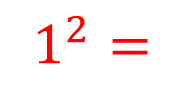 1² =